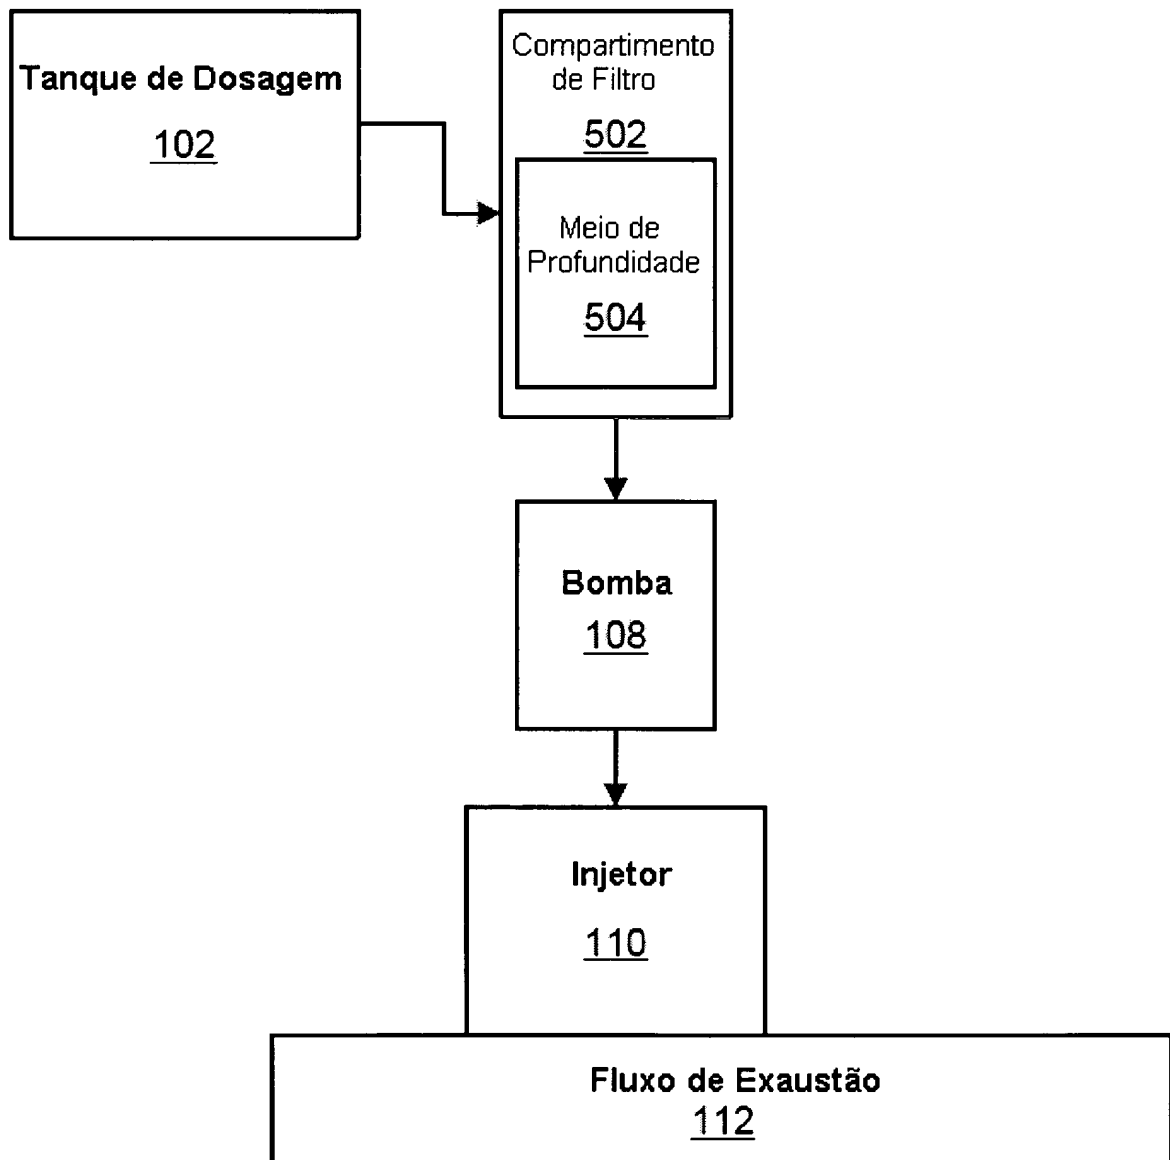 Tanque de Dosagem
102
Compartimento
de Filtro
502
Meio de
Profundidade
504
Bomba
108
Injetor
110
Fluxo de Exaustão
112